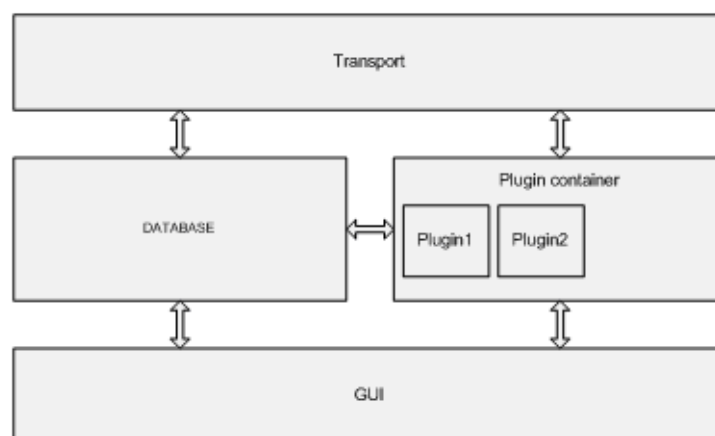 Transport
DATABASE
Plugin container
Plugin1
Plugin2
GUI